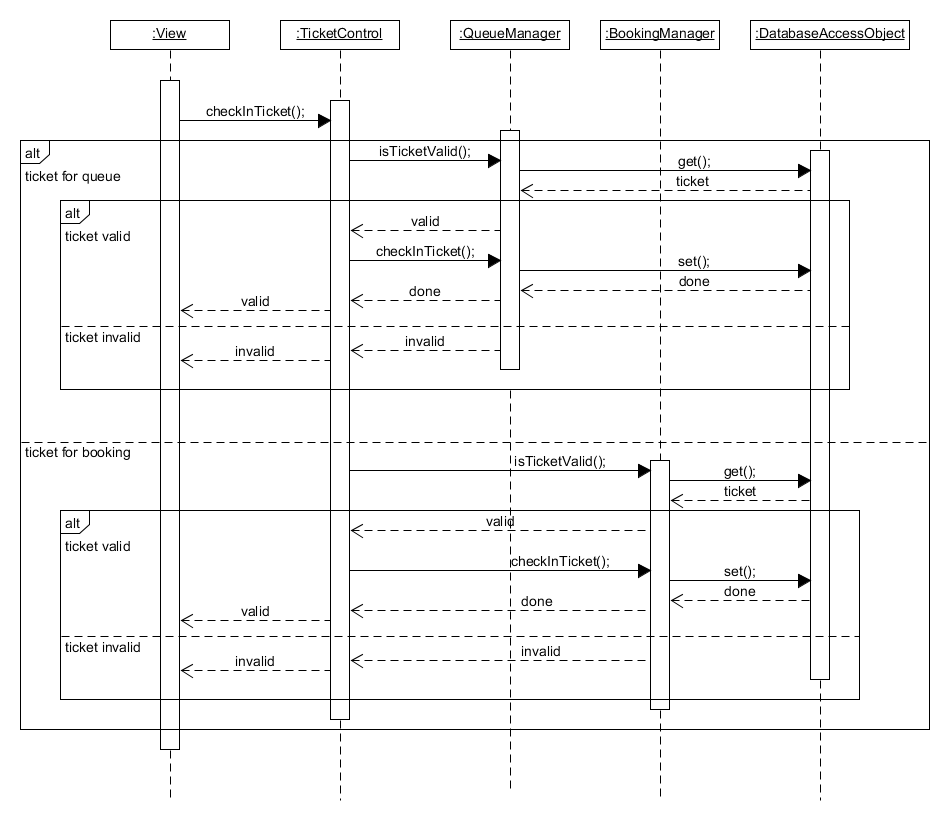 :View
:TicketControl
:QueueManager
:BookingManager
:DatabaseAccessObject
checkInTicket();
alt
isTicketValid();
ticket for queue
get();
ticket
alt
valid
ticket valid
checkInTicket();
set();
done
done
valid
ticket invalid
invalid
invalid
ticket for booking
isTicketValid();
get();
ticket
alt
valid
ticket valid
checkInTicket();
set();
done
done
valid
ticket invalid
invalid
invalid